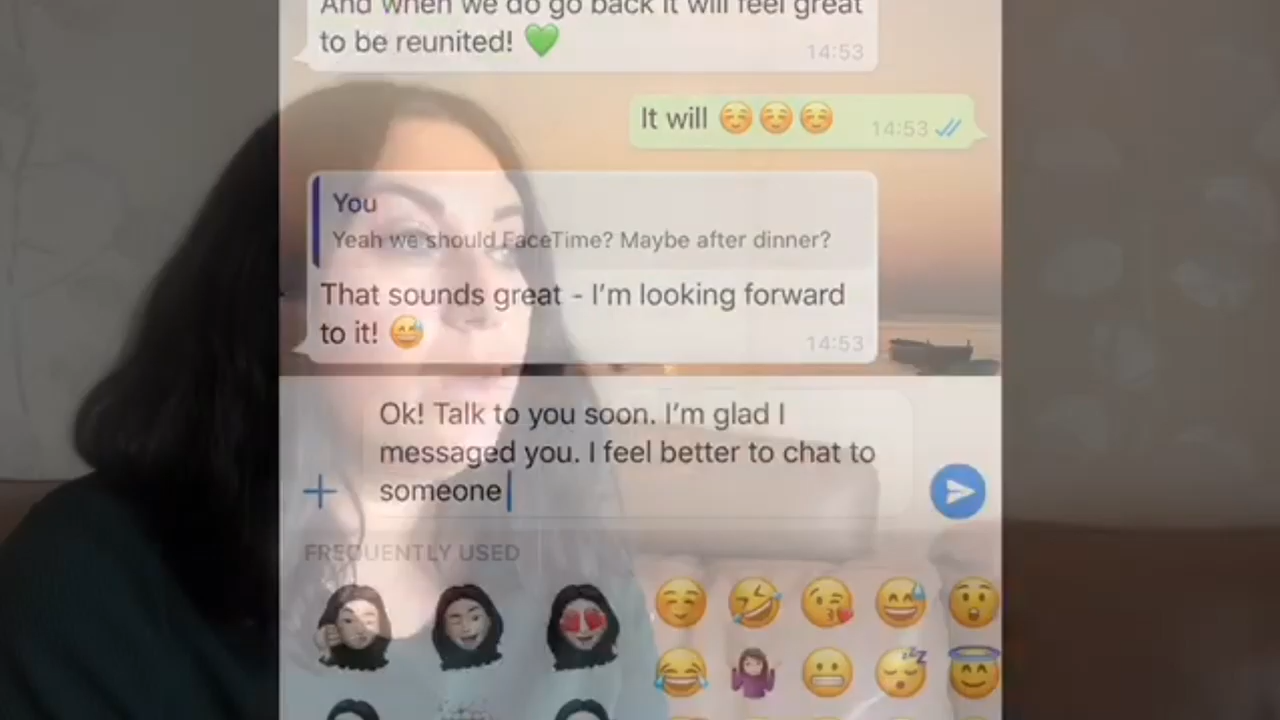 And when we do go back it will feel great
to be reunited! 💚
14:53
It will ☺️☺️☺️
14:53
You
Yeah we should FaceTime? Maybe after dinner?
That sounds great - I’m looking forward
to it! 😅
14:53
Ok! Talk to you soon. I’m glad I
messaged you. I feel better to chat to
someone
FREQUENTLY USED